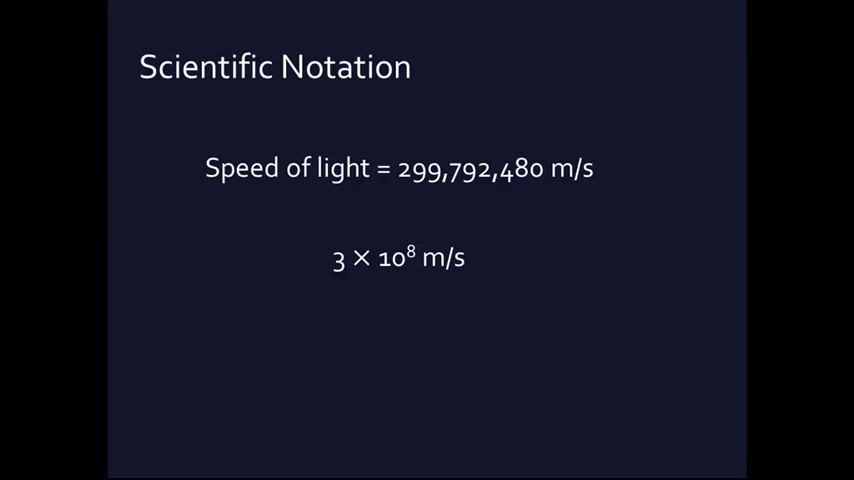 Scientific Notation
Speed of light = 299,792,480 m/s
3 × 10⁸ m/s